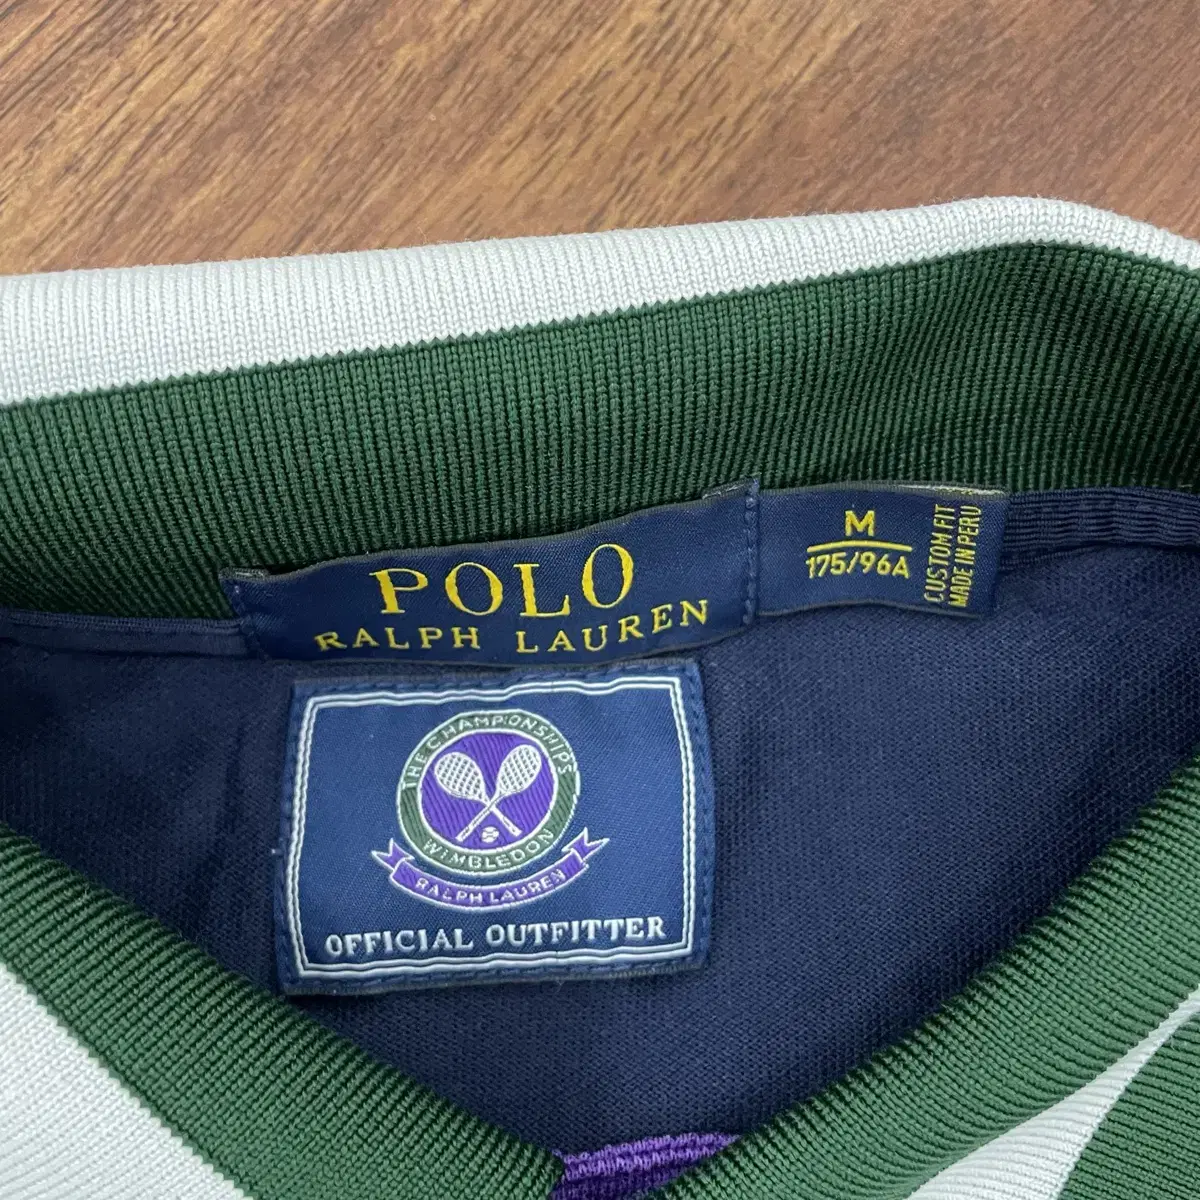 POLO
RALPH LAUREN
M
175/96A
CUSTOM FIT
MADE IN PERU
THE CHAMPIONSHIPS
WIMBLEDON
RALPH LAUREN
OFFICIAL OUTFITTER